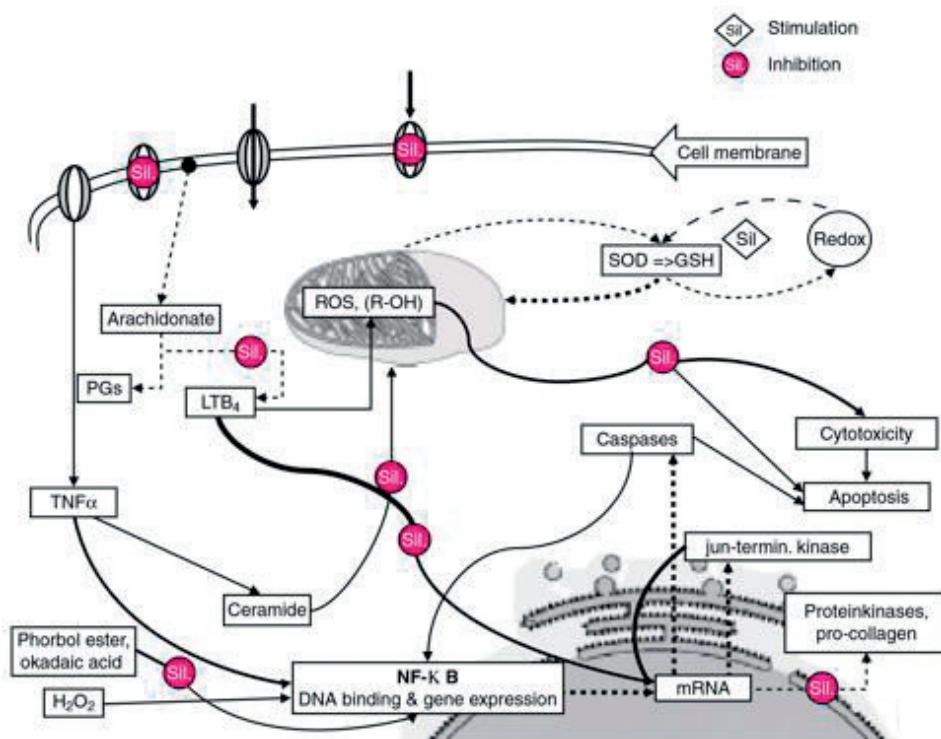 Sil Stimulation
Sil. Inhibition
Sil.
Sil.
Cell membrane
Sil
Redox
SOD =>GSH
ROS, (R-OH)
Arachidonate
Sil.
Sil.
PGs
LTB₄
Caspases
Cytotoxicity
Sil.
Apoptosis
TNFα
Sil.
jun-termin. kinase
Ceramide
Proteinkinases,
pro-collagen
Phorbol ester,
okadaic acid
Sil.
NF-Κ B
DNA binding & gene expression
mRNA
Sil.
H₂O₂